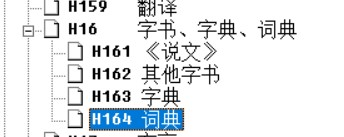 H159 翻译
H16 字书、字典、词典
H161 《说文》
H162 其他字书
H163 字典
H164 词典